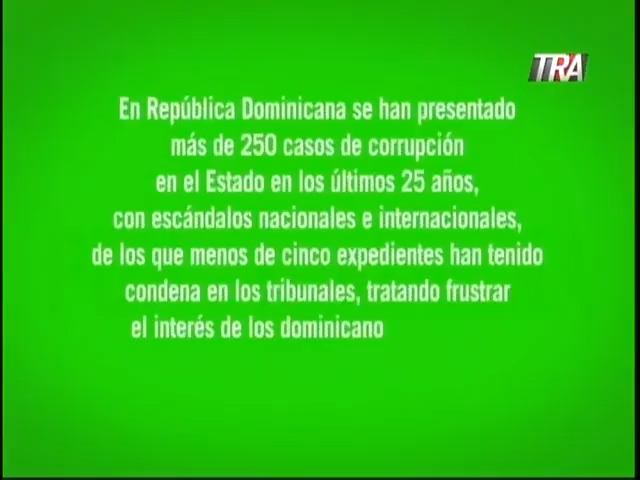 TRA
En República Dominicana se han presentado
más de 250 casos de corrupción
en el Estado en los últimos 25 años,
con escándalos nacionales e internacionales,
de los que menos de cinco expedientes han tenido
condena en los tribunales, tratando frustrar
el interés de los dominicano